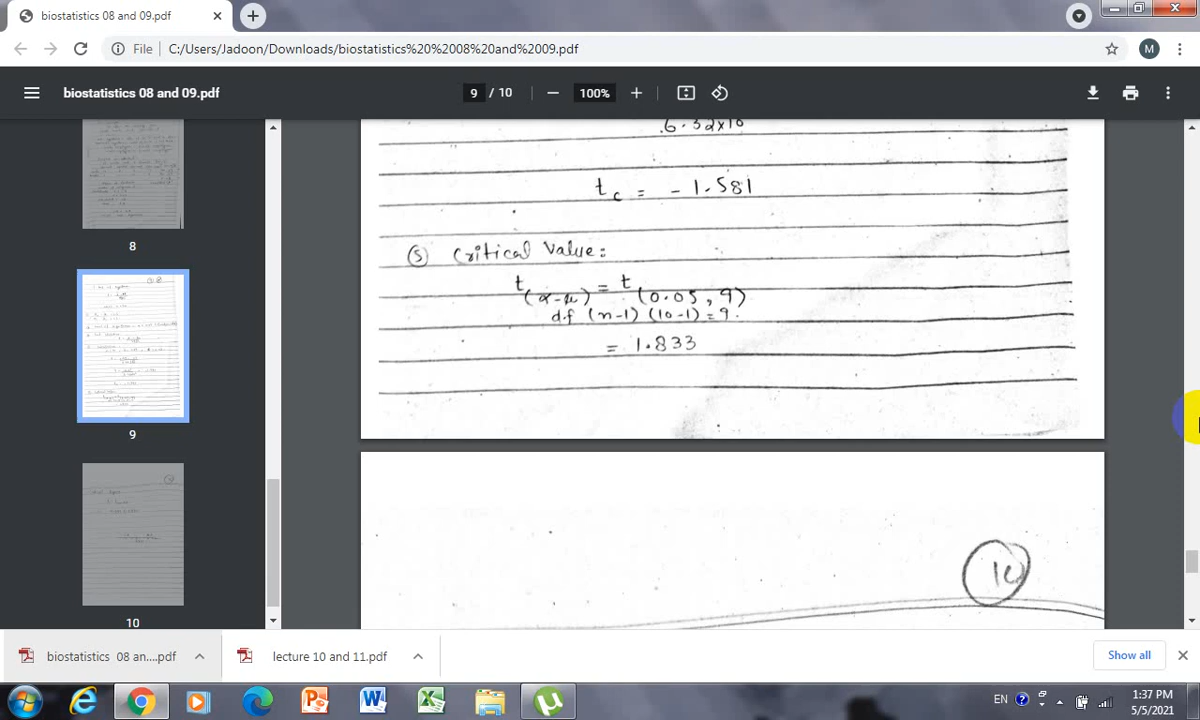 biostatistics 08 and 09.pdf
File
C:/Users/Jadoon/Downloads/biostatistics%20%2008%20and%2009.pdf
M
biostatistics 08 and 09.pdf
9 / 10
100%
8
9
10
6.32x10
tc = - 1.581
(5) Critical Value:
t(α-n) = t(0.05, 9)
d.f (n-1) (10-1) = 9.
= 1.833
10
biostatistics 08 an....pdf
lecture 10 and 11.pdf
Show all
EN
1:37 PM
5/5/2021